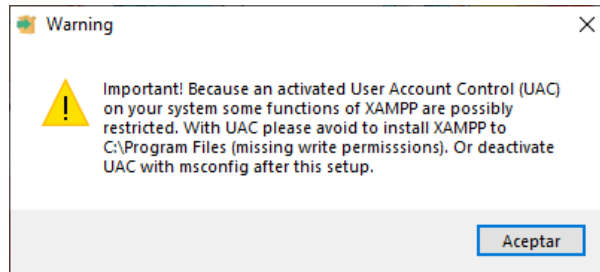 Warning
Important! Because an activated User Account Control (UAC)
on your system some functions of XAMPP are possibly
restricted. With UAC please avoid to install XAMPP to
C:\Program Files (missing write permisssions). Or deactivate
UAC with msconfig after this setup.
Aceptar